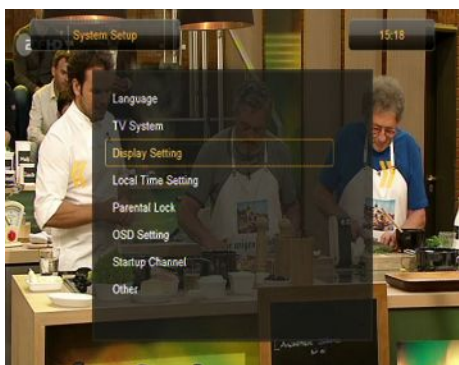 System Setup
15:18
Language
TV System
Display Setting
Local Time Setting
Parental Lock
OSD Setting
Startup Channel
Other